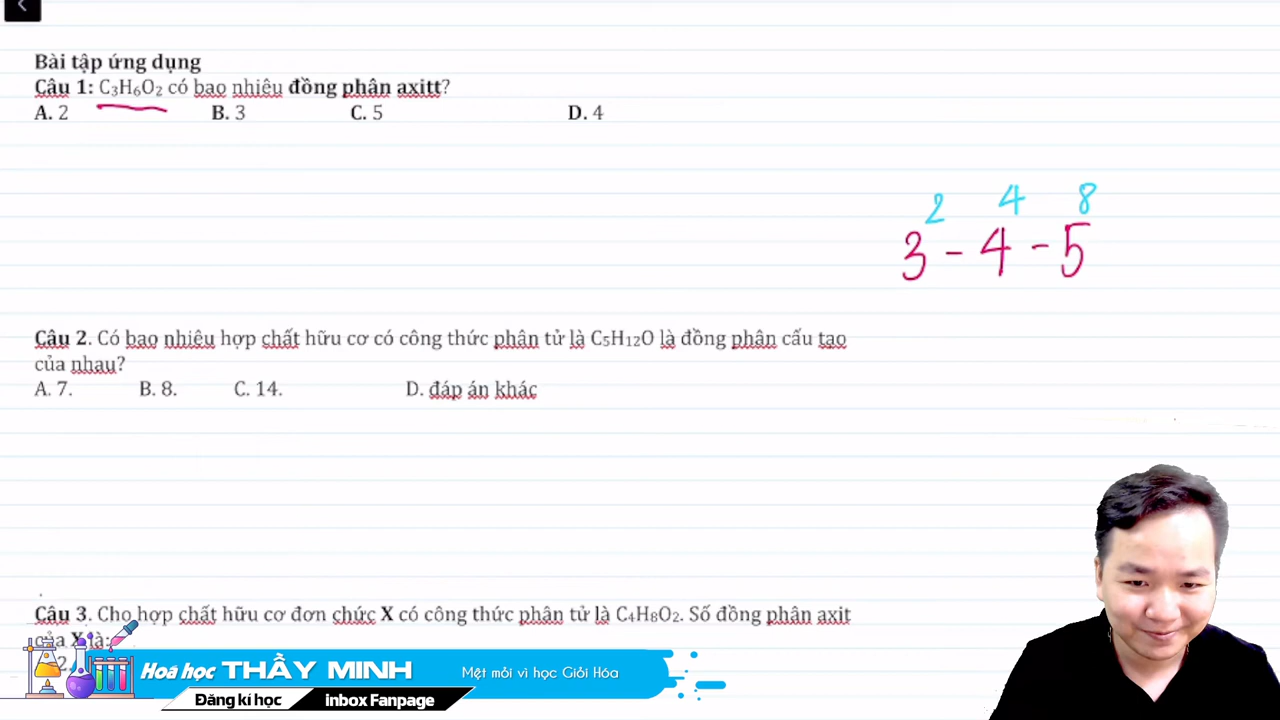 Bài tập ứng dụng
Câu 1: C₃H₆O₂ có bao nhiêu đồng phân axitt?
A. 2 B. 3 C. 5 D. 4
2 4 8
3 - 4 - 5
Câu 2. Có bao nhiêu hợp chất hữu cơ có công thức phân tử là C₅H₁₂O là đồng phân cấu tạo
của nhau?
A. 7. B. 8. C. 14. D. đáp án khác
Câu 3. Cho hợp chất hữu cơ đơn chức X có công thức phân tử là C₄H₈O₂. Số đồng phân axit
của X là:
2.
Hoá học THẦY MINH Mệt mỏi vì học Giỏi Hóa
Đăng kí học inbox Fanpage